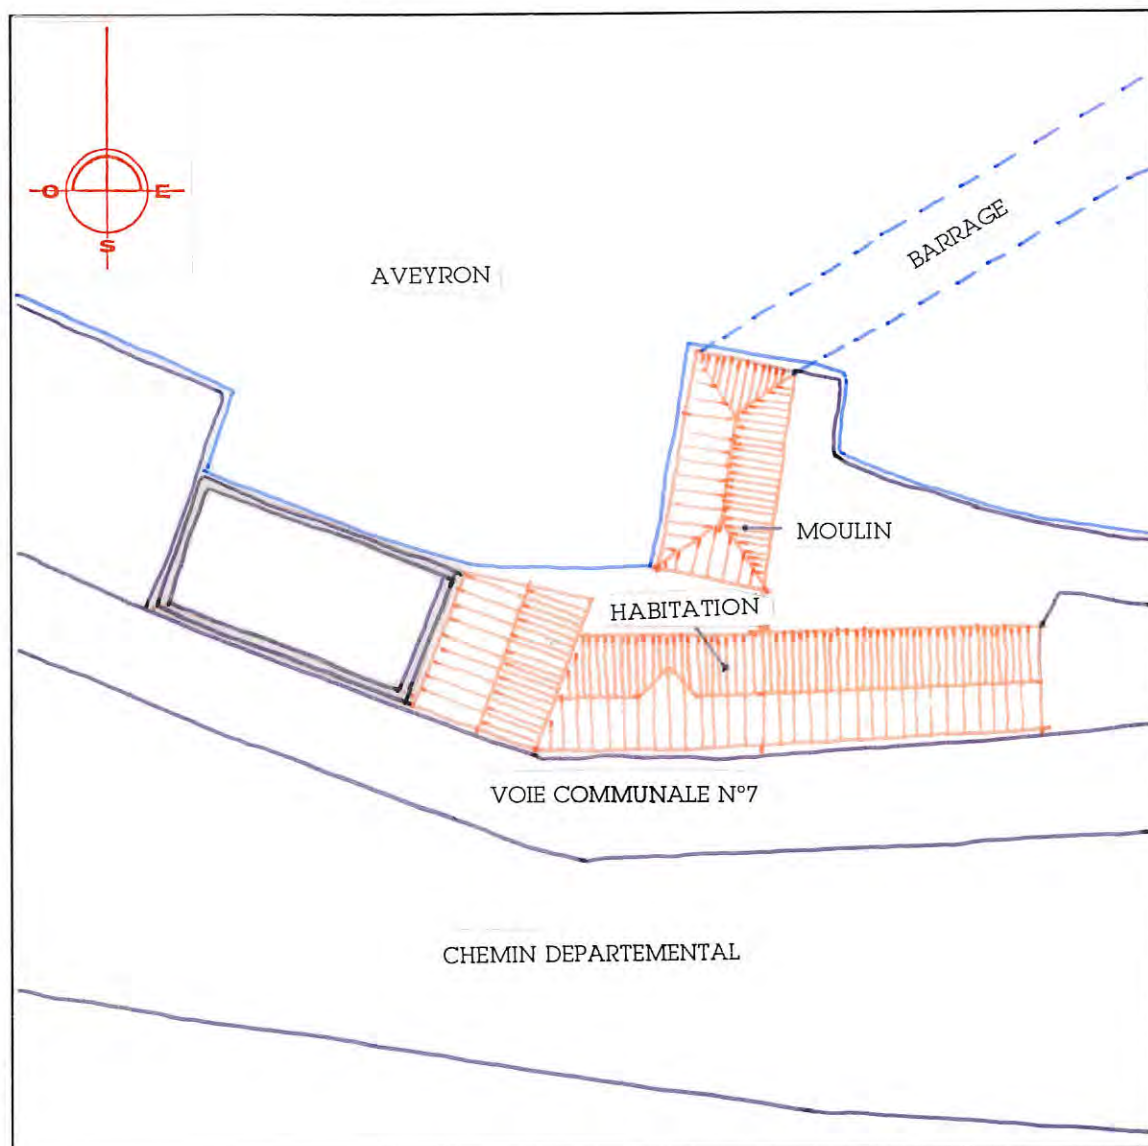 O E
S
AVEYRON
BARRAGE
MOULIN
HABITATION
VOIE COMMUNALE N°7
CHEMIN DEPARTEMENTAL